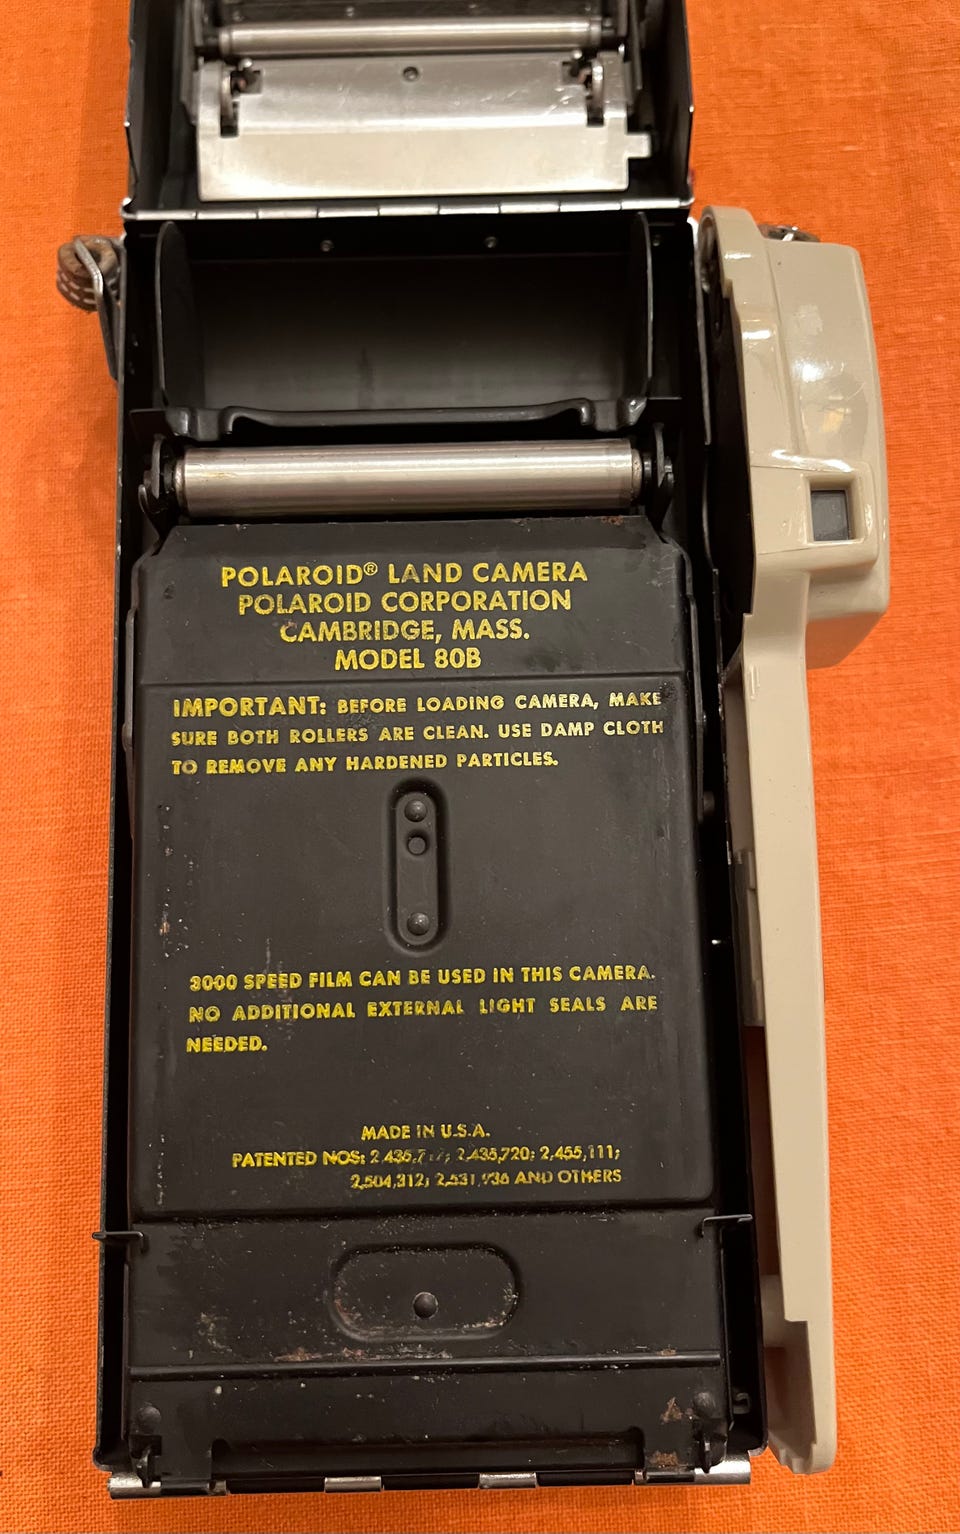 POLAROID® LAND CAMERA
POLAROID CORPORATION
CAMBRIDGE, MASS.
MODEL 80B
IMPORTANT: BEFORE LOADING CAMERA, MAKE
SURE BOTH ROLLERS ARE CLEAN. USE DAMP CLOTH
TO REMOVE ANY HARDENED PARTICLES.
3000 SPEED FILM CAN BE USED IN THIS CAMERA.
NO ADDITIONAL EXTERNAL LIGHT SEALS ARE
NEEDED.
MADE IN U.S.A.
PATENTED NOS: 2,435,720; 2,455,111;
2,504,312; AND OTHERS